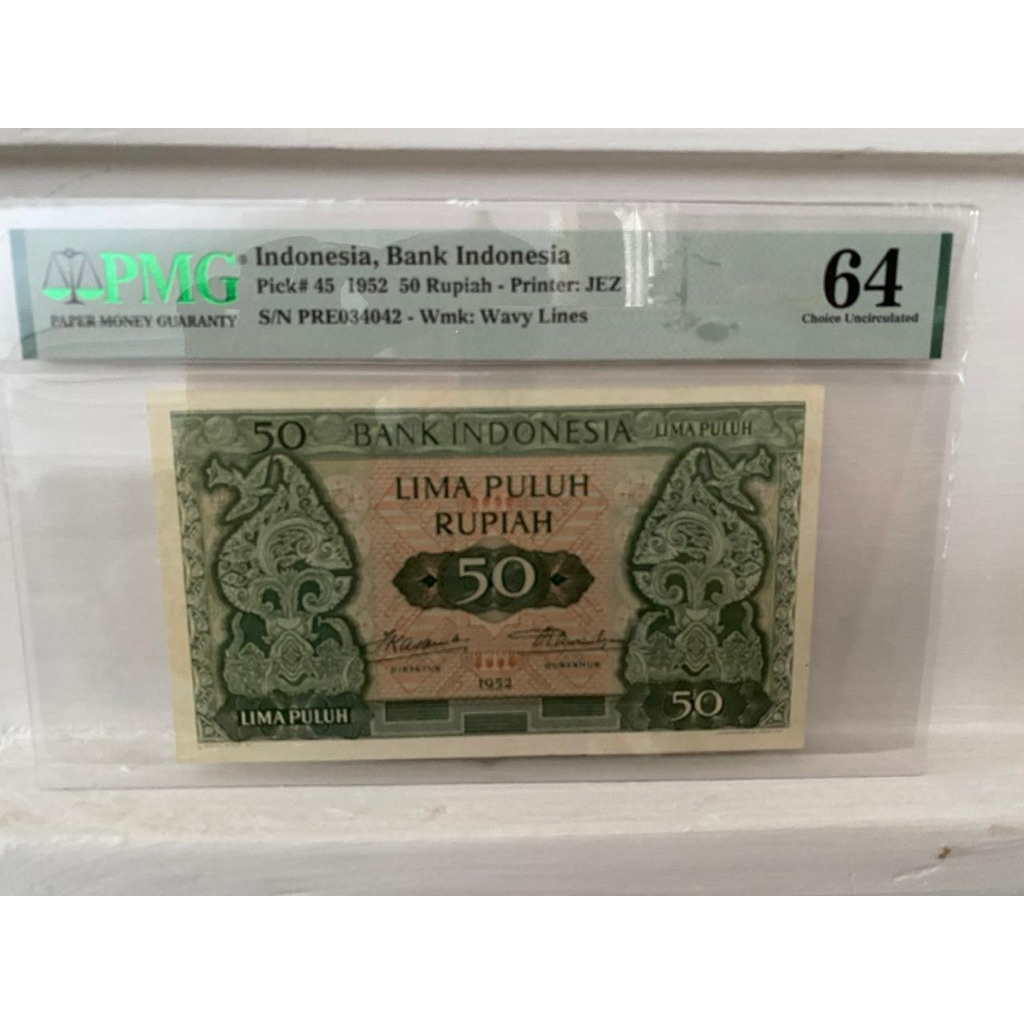 PMG®
PAPER MONEY GUARANTY
Indonesia, Bank Indonesia
Pick# 45 1952 50 Rupiah - Printer: JEZ
S/N PRE034042 - Wmk: Wavy Lines
64
Choice Uncirculated
50 BANK INDONESIA LIMA PULUH
LIMA PULUH
RUPIAH
50
DIREKTUR GUBERNUR
1952
LIMA PULUH 50